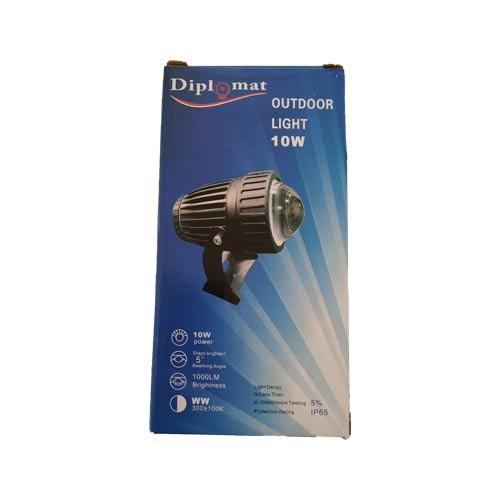 Diplomat
OUTDOOR
LIGHT
10W
10W
power
Stays brighter!
5°
Beaming Angle
1000LM
Brightness
WW
300±100K
Light Decay
is Less Than
in 10000Hours Testing 5%
Protection Rating IP65